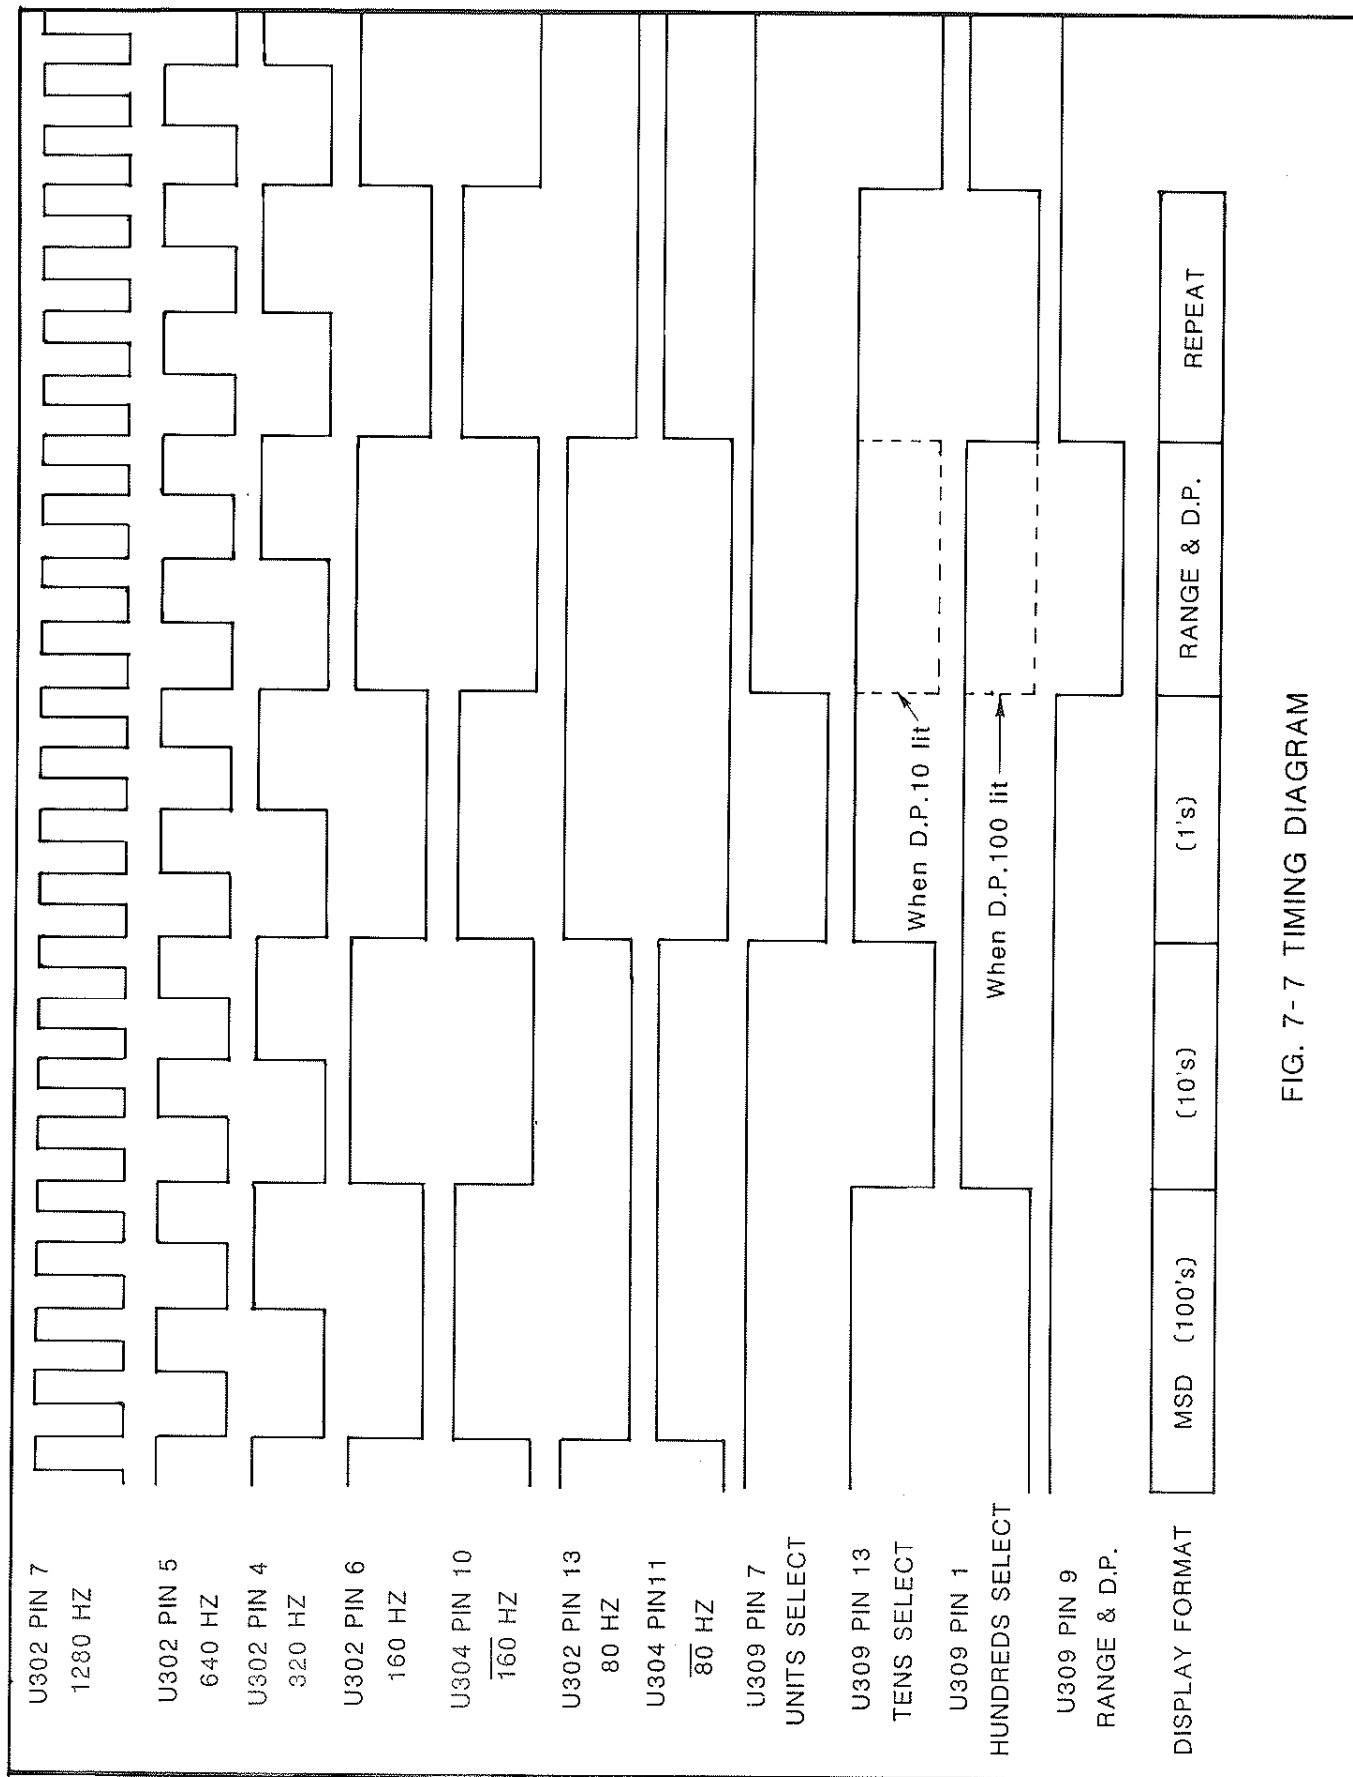 U302 PIN 7
1280 HZ
U302 PIN 5
640 HZ
U302 PIN 4
320 HZ
U302 PIN 6
160 HZ
U304 PIN 10
160 HZ
U302 PIN 13
80 HZ
U304 PIN11
80 HZ
U309 PIN 7
UNITS SELECT
U309 PIN 13
TENS SELECT
U309 PIN 1
HUNDREDS SELECT
U309 PIN 9
RANGE & D.P.
When D.P.10 lit
When D.P.100 lit
DISPLAY FORMAT
MSD (100's)
(10's)
(1's)
RANGE & D.P.
REPEAT
FIG. 7-7 TIMING DIAGRAM